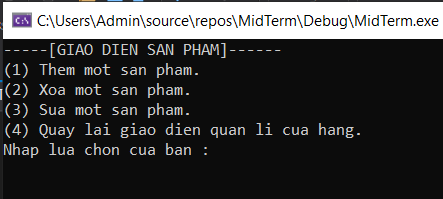 C:\Users\Admin\source\repos\MidTerm\Debug\MidTerm.exe
-----[GIAO DIEN SAN PHAM]------
(1) Them mot san pham.
(2) Xoa mot san pham.
(3) Sua mot san pham.
(4) Quay lai giao dien quan li cua hang.
Nhap lua chon cua ban :